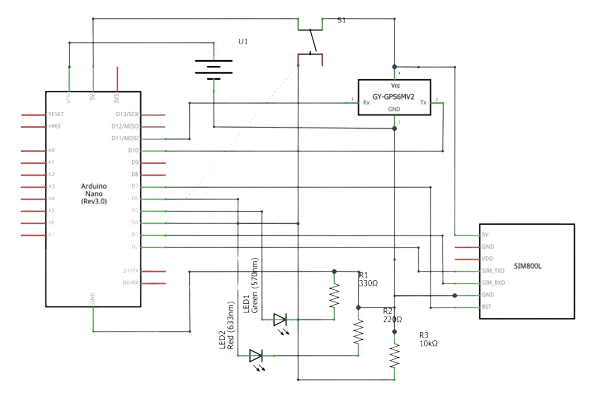 S1
U1
VIN
5V
3V3
Vcc
GY-GPS6MV2
Rx
Tx
GND
RESET
AREF
A0
A1
A2
A3
A4
A5
A6
A7
D13/SCK
D12/MISO
D11/MOSI
D10
D9
D8
D7
D6
D5
D4
D3
D2
D1/TX
D0/RX
GND
Arduino
Nano
(Rev3.0)
5V
GND
VDD
SIM_TXD
SIM_RXD
GND
RST
SIM800L
LED1
Green (570nm)
LED2
Red (633nm)
R1
330Ω
R2
220Ω
R3
10kΩ